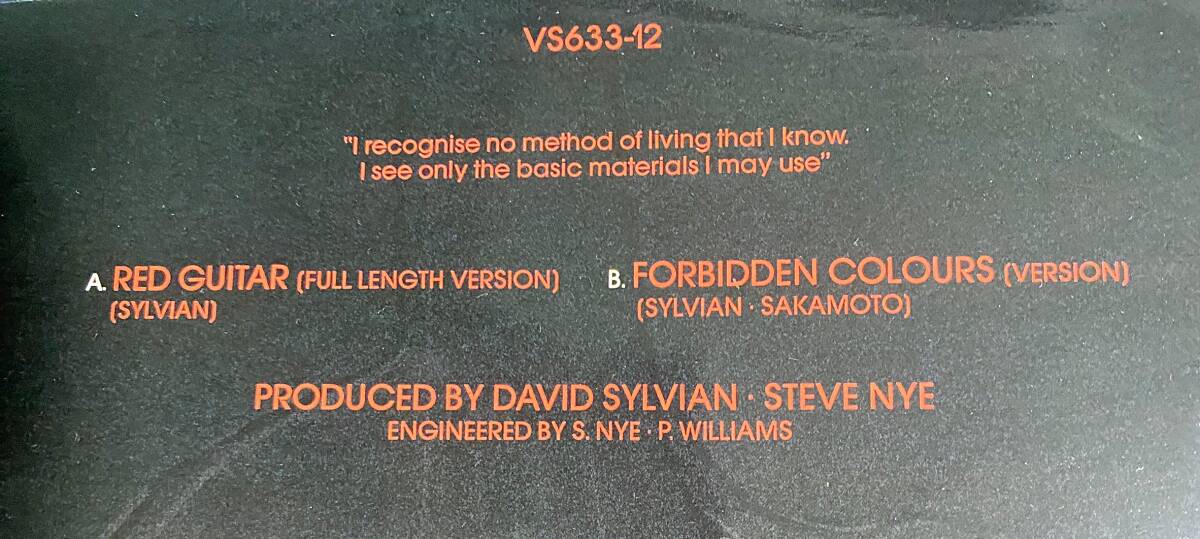 VS633-12
"I recognise no method of living that I know.
I see only the basic materials I may use"
A. RED GUITAR (FULL LENGTH VERSION)
(SYLVIAN)
B. FORBIDDEN COLOURS (VERSION)
(SYLVIAN · SAKAMOTO)
PRODUCED BY DAVID SYLVIAN · STEVE NYE
ENGINEERED BY S. NYE · P. WILLIAMS